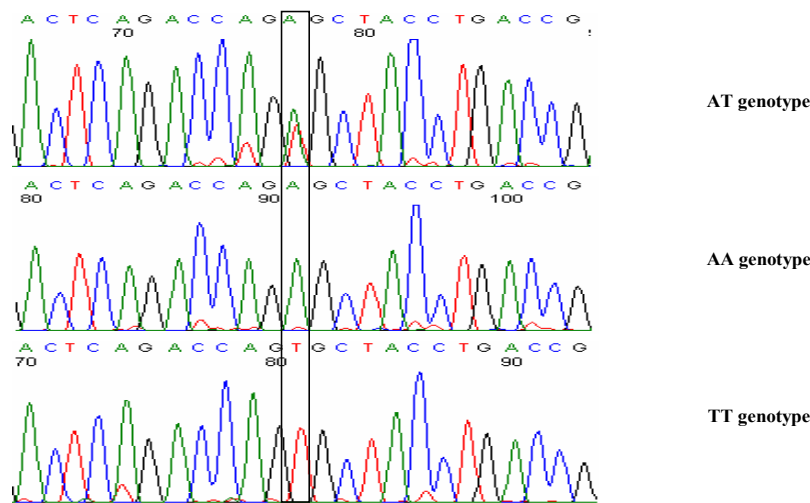 A C T C A G A C C A G A G C T A C C T G A C C G
70 80
AT genotype
A C T C A G A C C A G A G C T A C C T G A C C G
80 90 100
AA genotype
A C T C A G A C C A G T G C T A C C T G A C C G
70 80 90
TT genotype